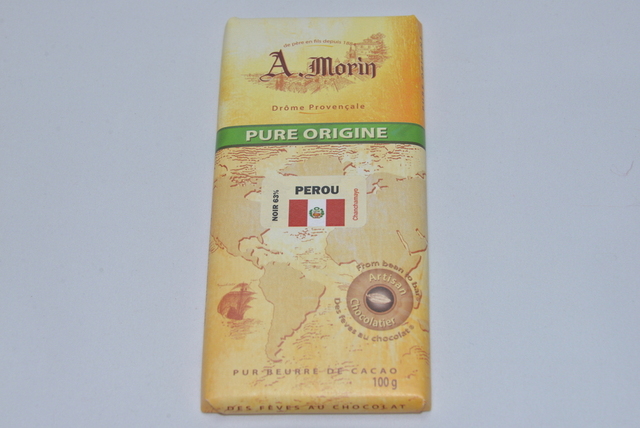 A. Morin
Drôme Provençale
PURE ORIGINE
NOIR 63%
PEROU
Chanchamayo
From bean to bar
Artisan
Chocolatier
Des fèves au chocolat
PUR BEURRE DE CACAO
100 g
DES FÈVES AU CHOCOLAT